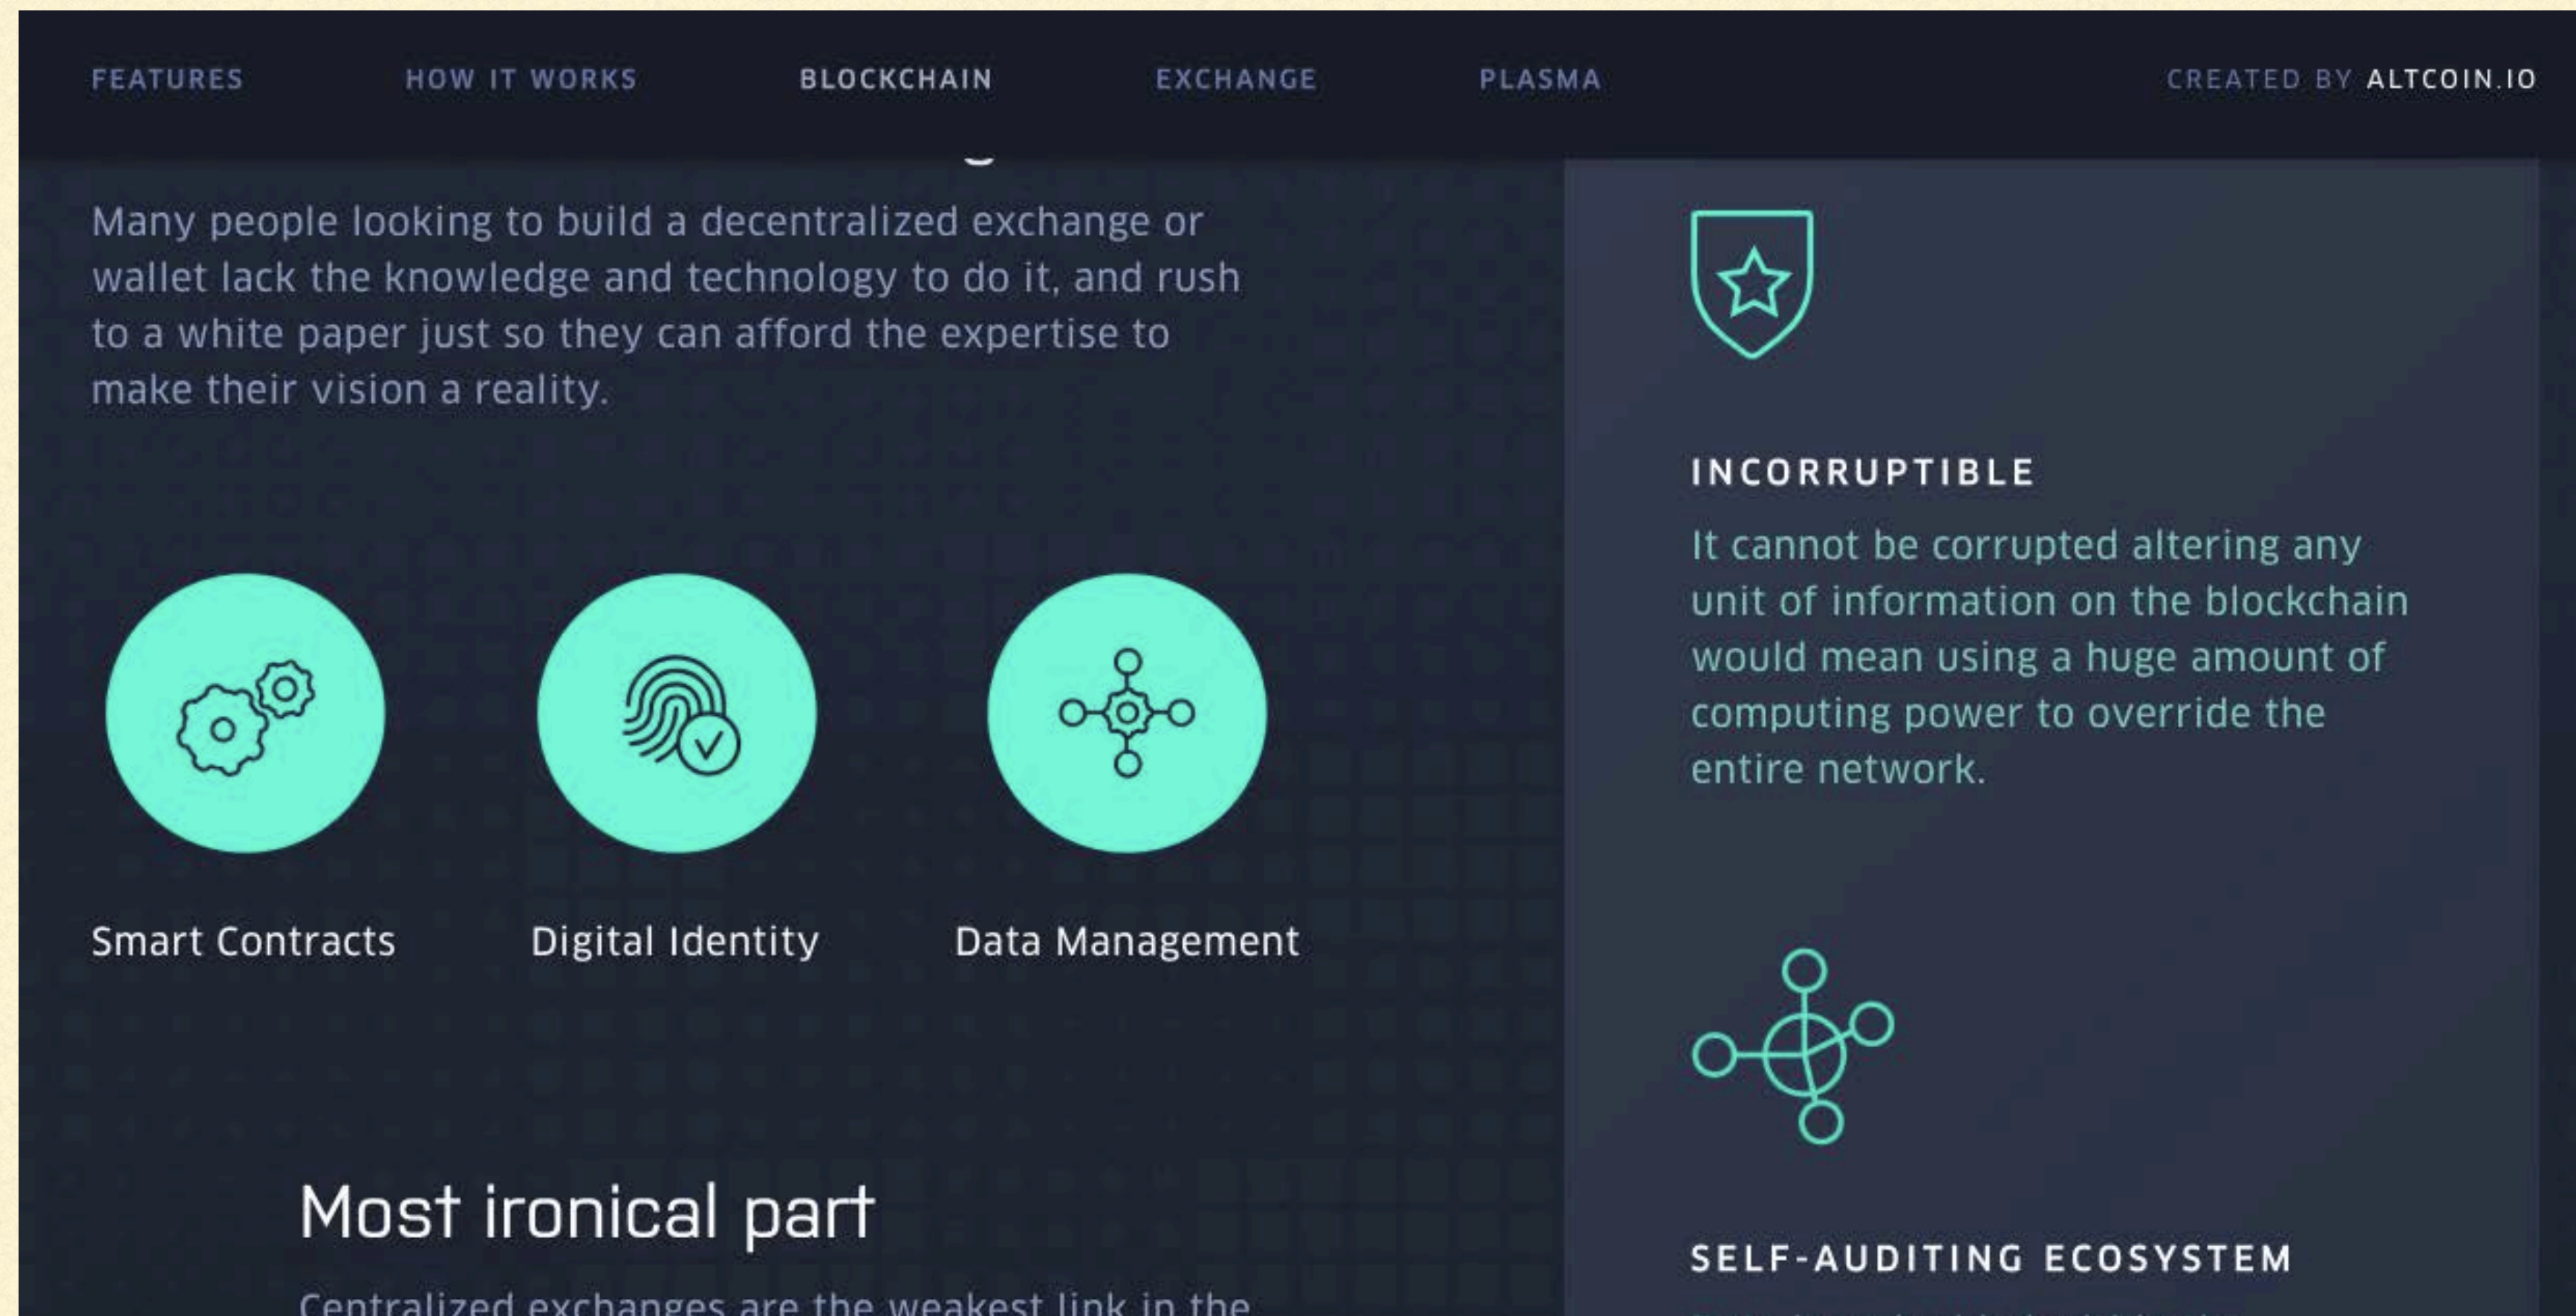 FEATURES HOW IT WORKS BLOCKCHAIN EXCHANGE PLASMA CREATED BY ALTCOIN.IO
Many people looking to build a decentralized exchange or
wallet lack the knowledge and technology to do it, and rush
to a white paper just so they can afford the expertise to
make their vision a reality.
Smart Contracts
Digital Identity
Data Management
Most ironical part
Centralized exchanges are the weakest link in the
INCORRUPTIBLE
It cannot be corrupted altering any
unit of information on the blockchain
would mean using a huge amount of
computing power to override the
entire network.
SELF-AUDITING ECOSYSTEM